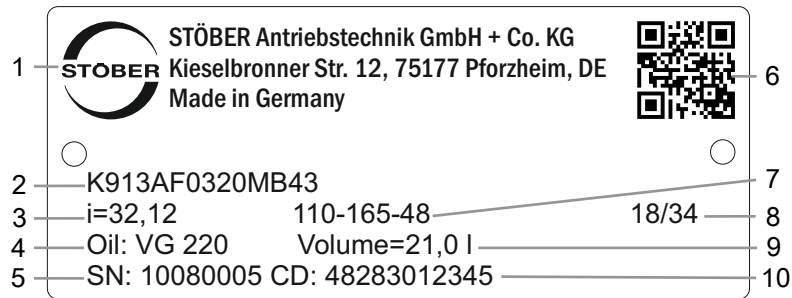 STÖBER Antriebstechnik GmbH + Co. KG
1 STÖBER Kieselbronner Str. 12, 75177 Pforzheim, DE 6
Made in Germany
2 K913AF0320MB43 7
3 i=32,12 110-165-48 18/34 8
4 Oil: VG 220 Volume=21,0 l 9
5 SN: 10080005 CD: 48283012345 10